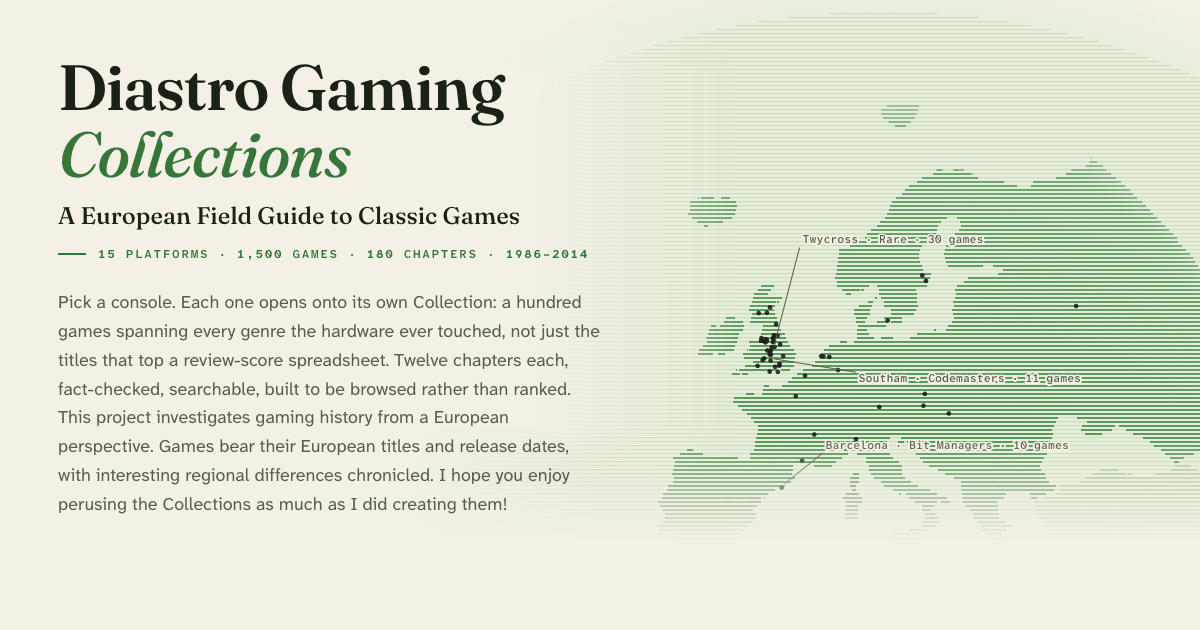 Diastro Gaming
Collections
A European Field Guide to Classic Games
15 PLATFORMS · 1,500 GAMES · 180 CHAPTERS · 1986–2014
Pick a console. Each one opens onto its own Collection: a hundred
games spanning every genre the hardware ever touched, not just the
titles that top a review-score spreadsheet. Twelve chapters each,
fact-checked, searchable, built to be browsed rather than ranked.
This project investigates gaming history from a European
perspective. Games bear their European titles and release dates,
with interesting regional differences chronicled. I hope you enjoy
perusing the Collections as much as I did creating them!
Twycross · Rare · 30 games
Southam · Codemasters · 11 games
Barcelona · Bit Managers · 10 games